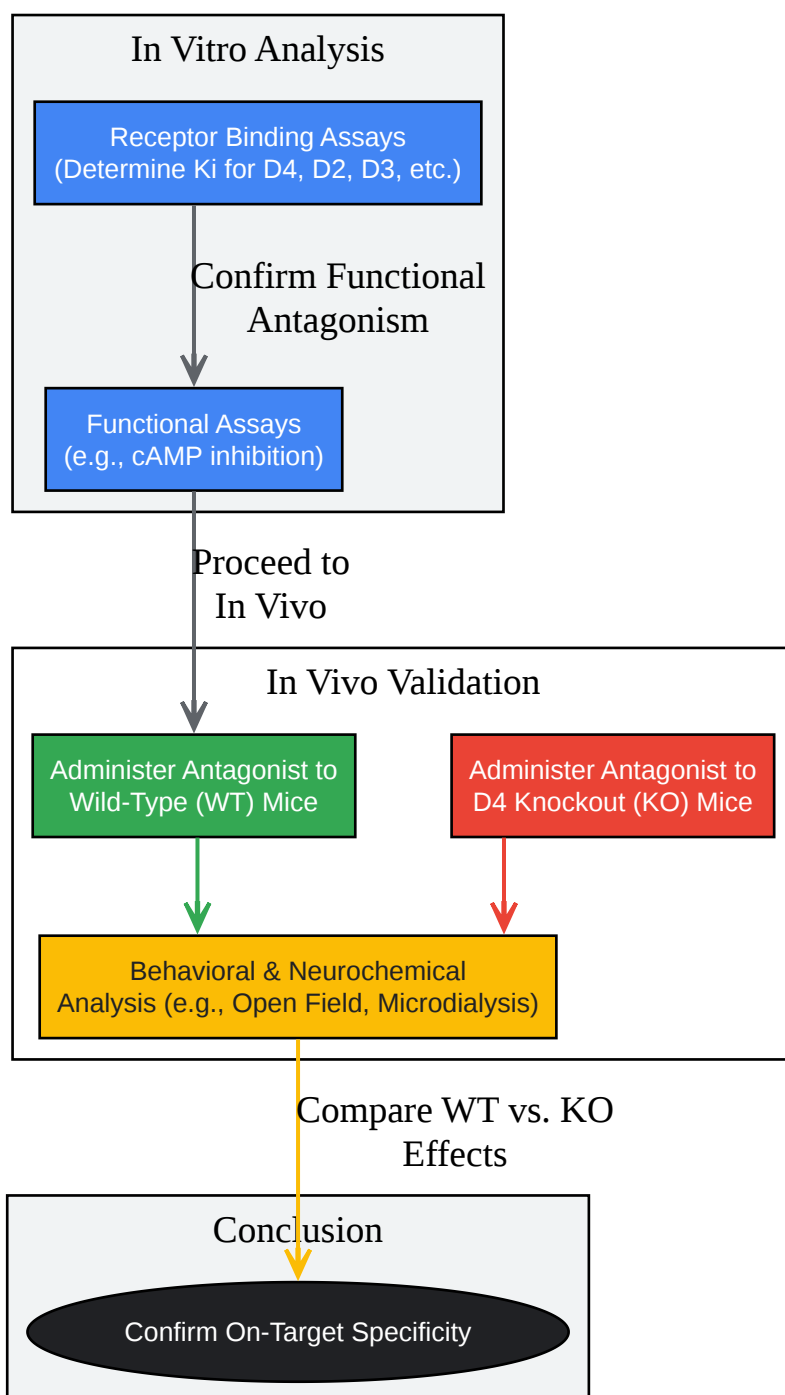 In Vitro Analysis
Receptor Binding Assays
(Determine Ki for D4, D2, D3, etc.)
Confirm Functional
Antagonism
Functional Assays
(e.g., cAMP inhibition)
Proceed to
In Vivo
In Vivo Validation
Administer Antagonist to
Wild-Type (WT) Mice
Administer Antagonist to
D4 Knockout (KO) Mice
Behavioral & Neurochemical
Analysis (e.g., Open Field, Microdialysis)
Compare WT vs. KO
Effects
Conclusion
Confirm On-Target Specificity